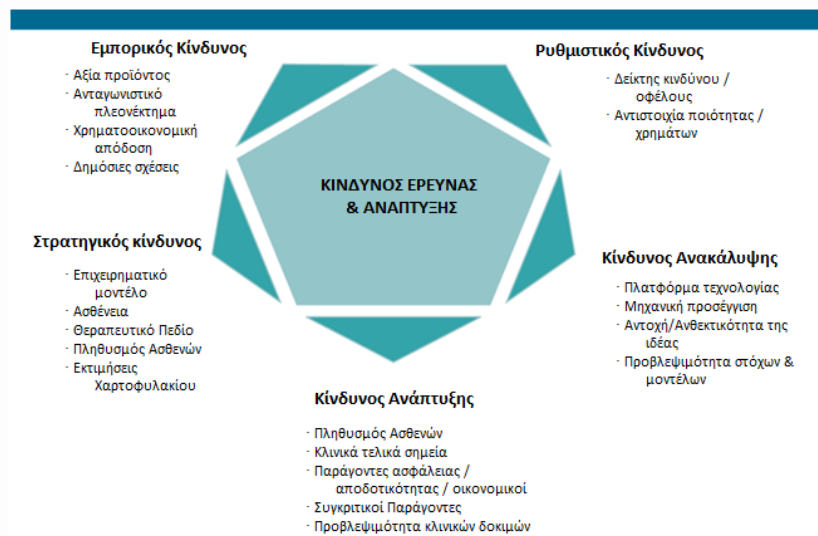 Εμπορικός Κίνδυνος
· Αξία προϊόντος
· Ανταγωνιστικό
πλεονέκτημα
· Χρηματοοικονομική
απόδοση
· Δημόσιες σχέσεις
Ρυθμιστικός Κίνδυνος
· Δείκτης κινδύνου /
οφέλους
· Αντιστοιχία ποιότητας /
χρημάτων
ΚΙΝΔΥΝΟΣ ΕΡΕΥΝΑΣ
& ΑΝΑΠΤΥΞΗΣ
Στρατηγικός κίνδυνος
· Επιχειρηματικό
μοντέλο
· Ασθένεια
· Θεραπευτικό Πεδίο
· Πληθυσμός Ασθενών
· Εκτιμήσεις
Χαρτοφυλακίου
Κίνδυνος Ανακάλυψης
· Πλατφόρμα τεχνολογίας
· Μηχανική προσέγγιση
· Αντοχή/Ανθεκτικότητα της
ιδέας
· Προβλεψιμότητα στόχων &
μοντέλων
Κίνδυνος Ανάπτυξης
· Πληθυσμός Ασθενών
· Κλινικά τελικά σημεία
· Παράγοντες ασφάλειας /
αποδοτικότητας / οικονομικοί
· Συγκριτικοί Παράγοντες
· Προβλεψιμότητα κλινικών δοκιμών